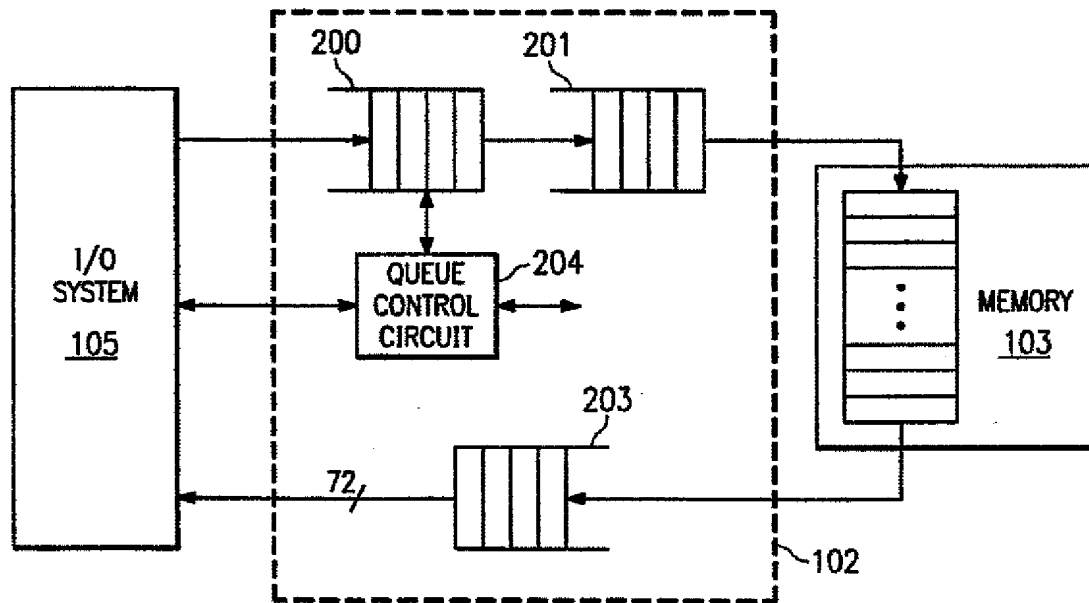 200
201
I/O
SYSTEM
105
QUEUE
CONTROL
CIRCUIT
204
MEMORY
103
203
72
102